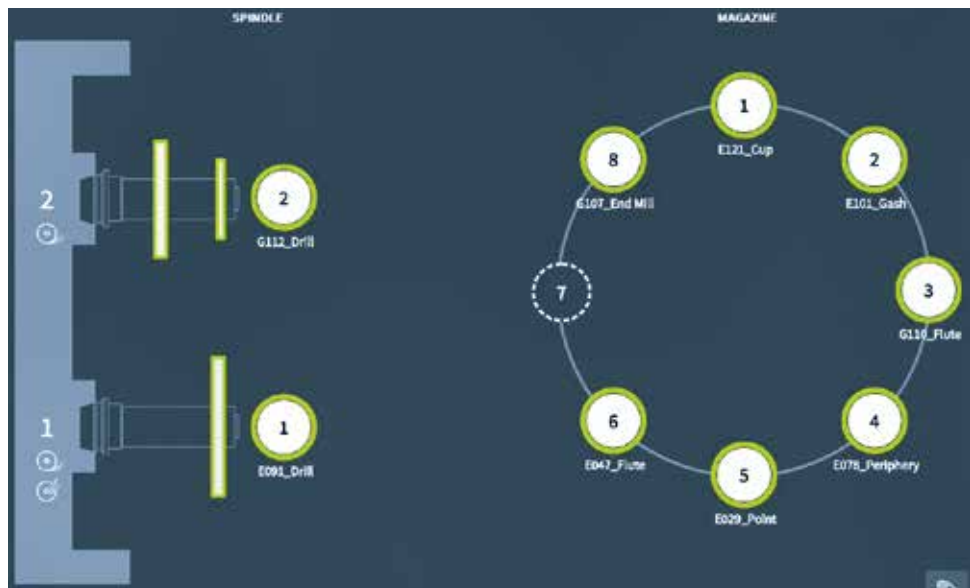 SPINDLE
MAGAZINE
2
2
G112_Drill
1
1
E091_Drill
1
E121_Cup
2
E101_Gash
3
G110_Flute
4
E078_Periphery
5
E029_Point
6
E047_Flute
7
8
G107_End Mill